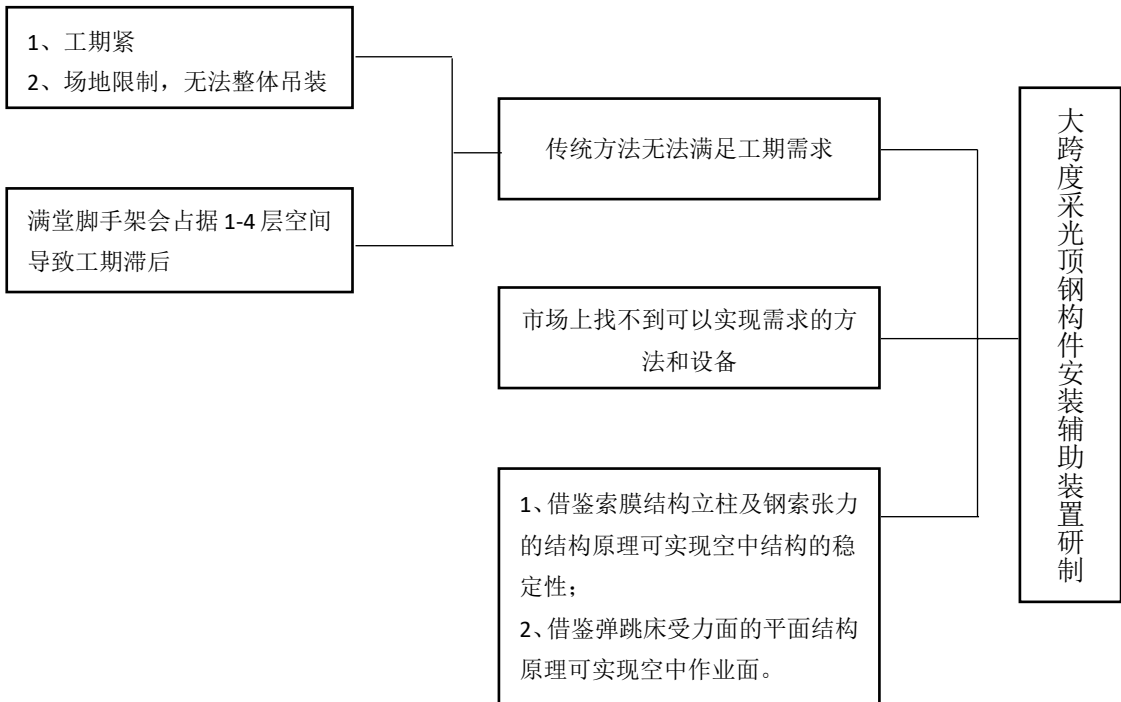 1、工期紧
2、场地限制，无法整体吊装
满堂脚手架会占据 1-4 层空间
导致工期滞后
传统方法无法满足工期需求
市场上找不到可以实现需求的方
法和设备
1、借鉴索膜结构立柱及钢索张力
的结构原理可实现空中结构的稳
定性；
2、借鉴弹跳床受力面的平面结构
原理可实现空中作业面。
大跨度采光顶钢构件安装辅助装置研制